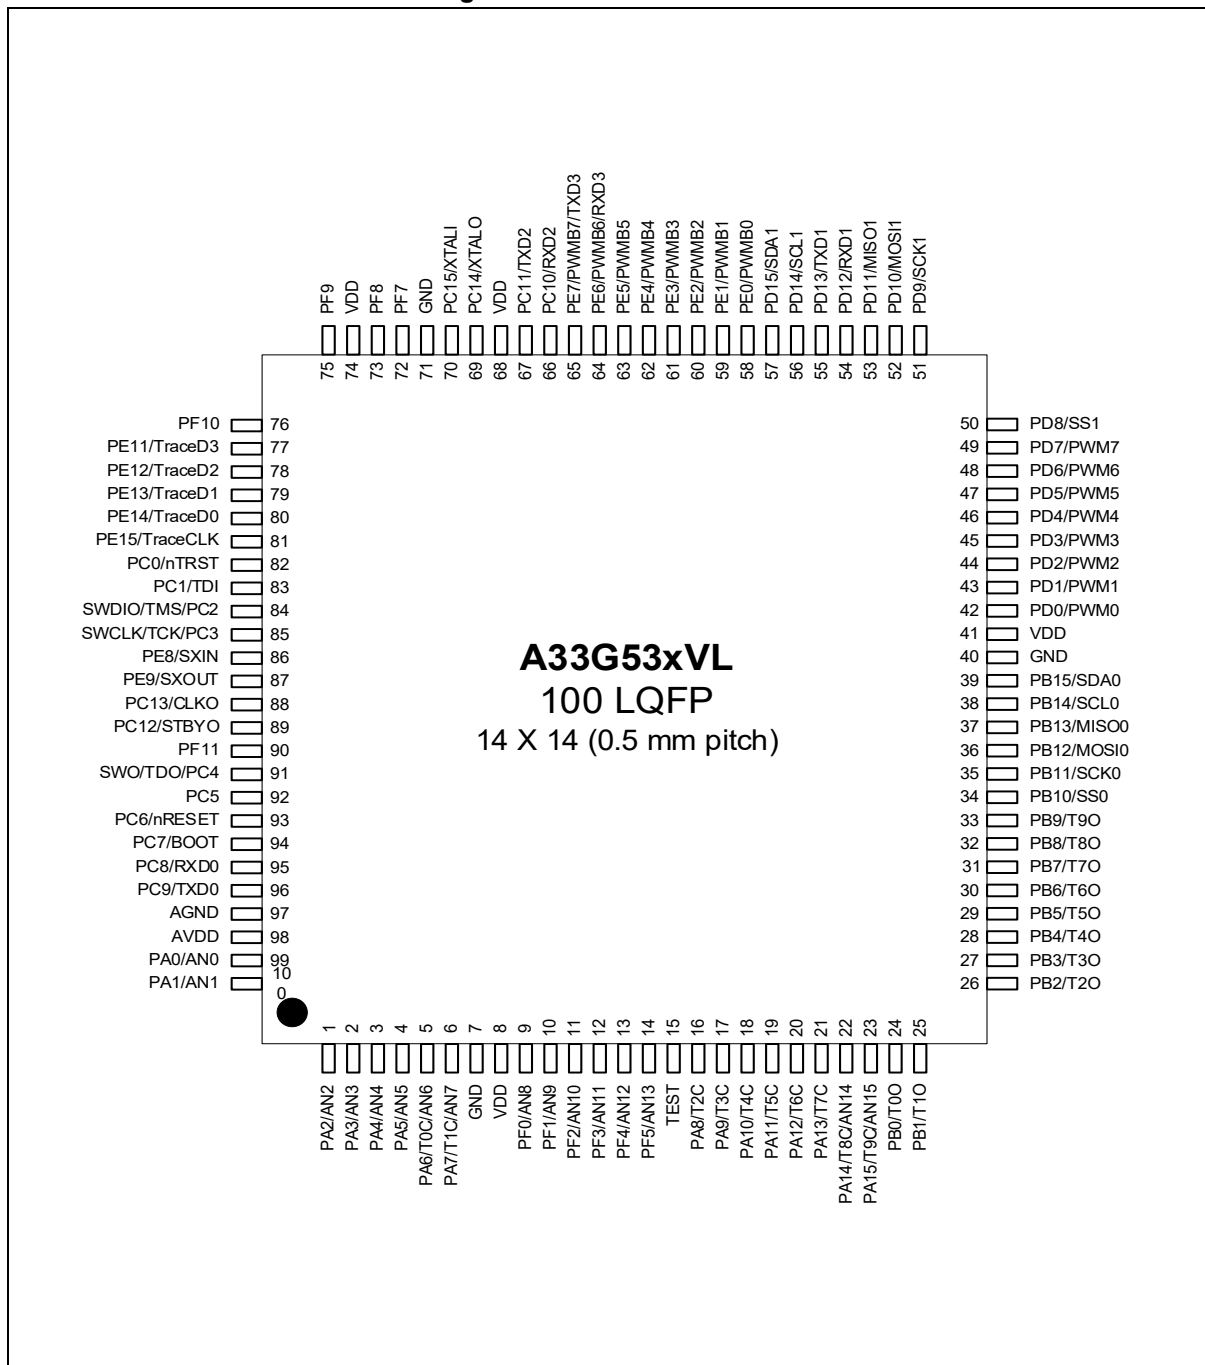 PF9
VDD
PF8
PF7
GND
PC15/XTALI
PC14/XTALO
VDD
PC11/TXD2
PC10/RXD2
PE7/PWMB7/TXD3
PE6/PWMB6/RXD3
PE5/PWMB5
PE4/PWMB4
PE3/PWMB3
PE2/PWMB2
PE1/PWMB1
PE0/PWMB0
PD15/SDA1
PD14/SCL1
PD13/TXD1
PD12/RXD1
PD11/MISO1
PD10/MOSI1
PD9/SCK1
75
74
73
72
71
70
69
68
67
66
65
64
63
62
61
60
59
58
57
56
55
54
53
52
51
PF10 76
PE11/TraceD3 77
PE12/TraceD2 78
PE13/TraceD1 79
PE14/TraceD0 80
PE15/TraceCLK 81
PC0/nTRST 82
PC1/TDI 83
SWDIO/TMS/PC2 84
SWCLK/TCK/PC3 85
PE8/SXIN 86
PE9/SXOUT 87
PC13/CLKO 88
PC12/STBYO 89
PF11 90
SWO/TDO/PC4 91
PC5 92
PC6/nRESET 93
PC7/BOOT 94
PC8/RXD0 95
PC9/TXD0 96
AGND 97
AVDD 98
PA0/AN0 99
PA1/AN1 10
0
A33G53xVL
100 LQFP
14 X 14 (0.5 mm pitch)
50 PD8/SS1
49 PD7/PWM7
48 PD6/PWM6
47 PD5/PWM5
46 PD4/PWM4
45 PD3/PWM3
44 PD2/PWM2
43 PD1/PWM1
42 PD0/PWM0
41 VDD
40 GND
39 PB15/SDA0
38 PB14/SCL0
37 PB13/MISO0
36 PB12/MOSI0
35 PB11/SCK0
34 PB10/SS0
33 PB9/T9O
32 PB8/T8O
31 PB7/T7O
30 PB6/T6O
29 PB5/T5O
28 PB4/T4O
27 PB3/T3O
26 PB2/T2O
1
2
3
4
5
6
7
8
9
10
11
12
13
14
15
16
17
18
19
20
21
22
23
24
25
PA2/AN2
PA3/AN3
PA4/AN4
PA5/AN5
PA6/T0C/AN6
PA7/T1C/AN7
GND
VDD
PF0/AN8
PF1/AN9
PF2/AN10
PF3/AN11
PF4/AN12
PF5/AN13
TEST
PA8/T2C
PA9/T3C
PA10/T4C
PA11/T5C
PA12/T6C
PA13/T7C
PA14/T8C/AN14
PA15/T9C/AN15
PB0/T0O
PB1/T1O